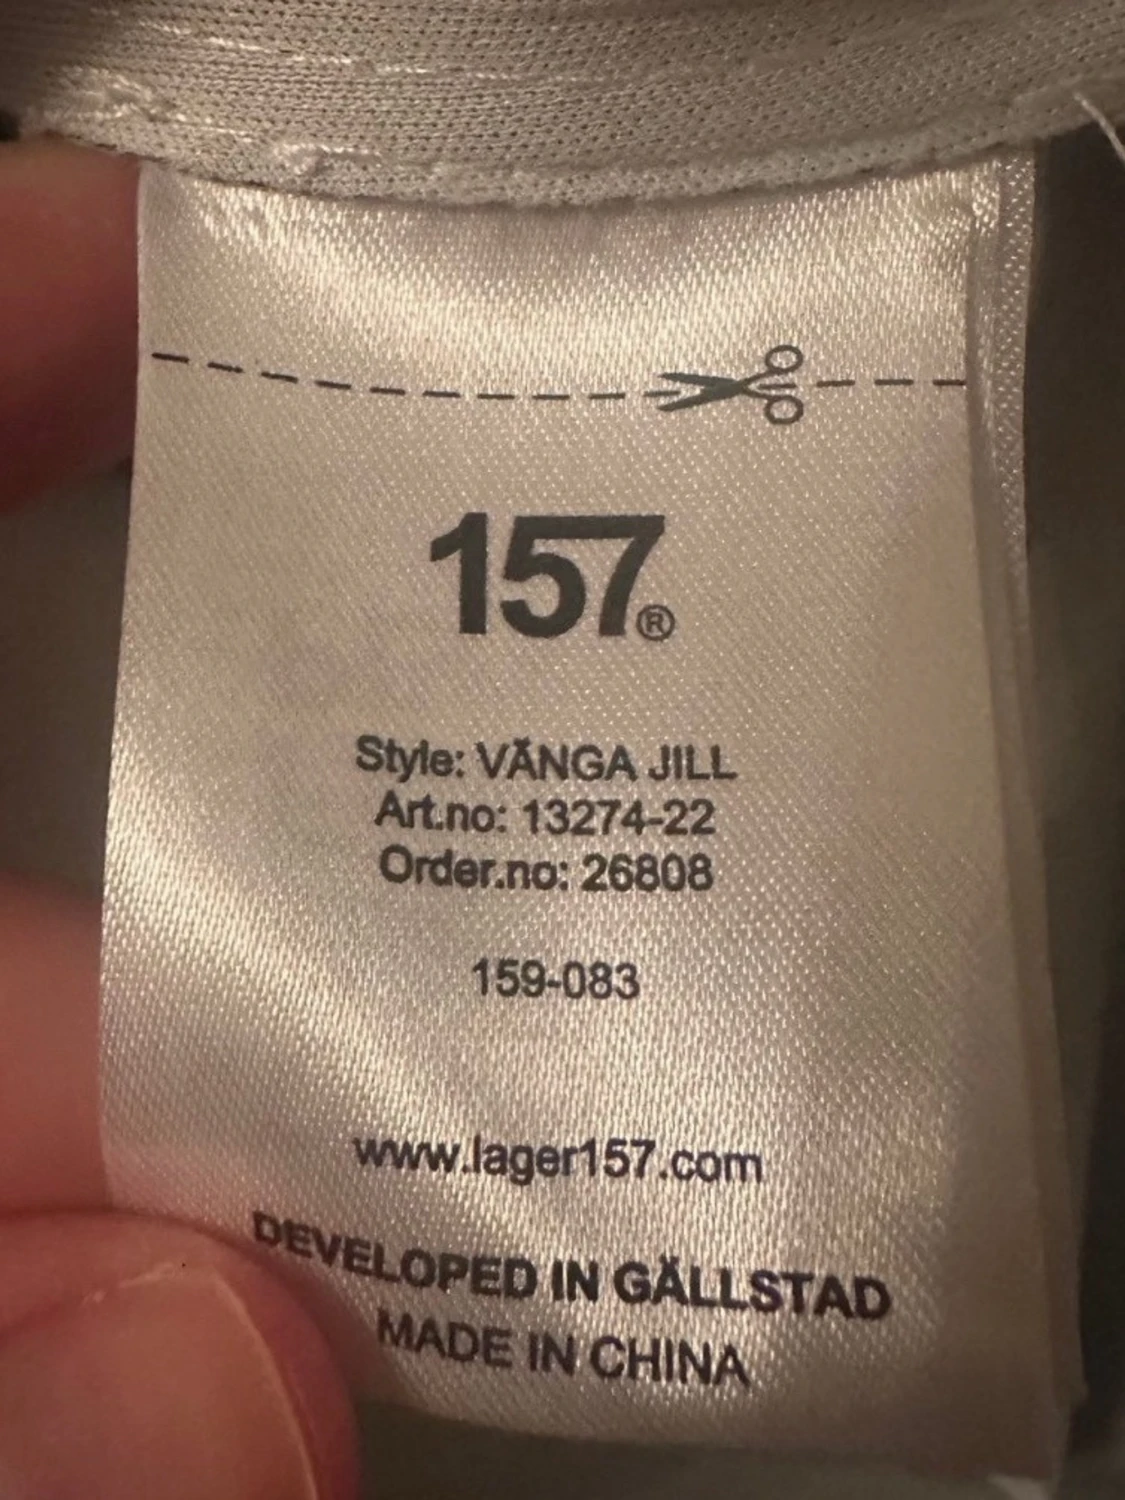 157®
Style: VÄNGA JILL
Art.no: 13274-22
Order.no: 26808
159-083
www.lager157.com
DEVELOPED IN GÄLLSTAD
MADE IN CHINA